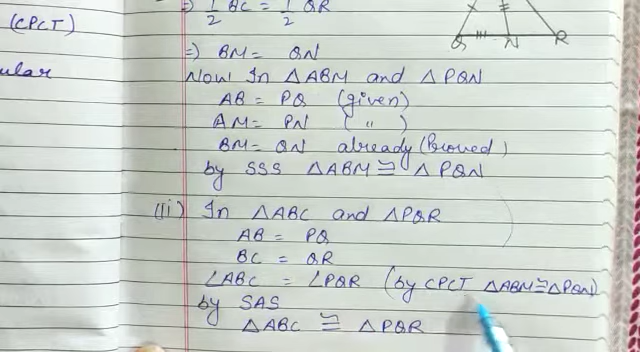 (CPCT)
ular
⇒ 1/2 BC = 1/2 QR
⇒ BM = QN
Now In △ABM and △PQN
AB = PQ (given)
AM = PN ( " )
BM = QN already (Proved)
by SSS △ABM ≅ △PQN
(ii) In △ABC and △PQR
AB = PQ
BC = QR
∠ABC = ∠PQR (by CPCT △ABM≅△PQN)
by SAS
△ABC ≅ △PQR
Q N R